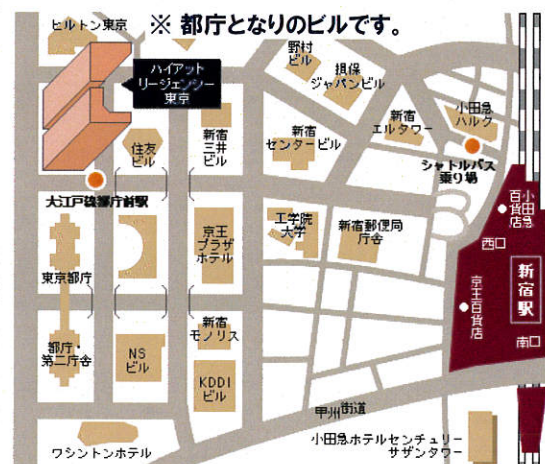 ※ 都庁となりのビルです。
ヒルトン東京
ハイアット
リージェンシー
東京
野村
ビル
損保
ジャパンビル
新宿
エルタワー
小田急
ハルク
住友
ビル
新宿
三井
ビル
新宿
センタービル
シャトルバス
乗り場
大江戸線都庁前駅
東京都庁
京王
プラザ
ホテル
工学院
大学
新宿郵便局
庁舎
小田急
百貨店
西口
新宿駅
京王百貨店
南口
都庁・
第二庁舎
NS
ビル
新宿
モノリス
KDDI
ビル
甲州街道
ワシントンホテル
小田急ホテルセンチュリー
サザンタワー